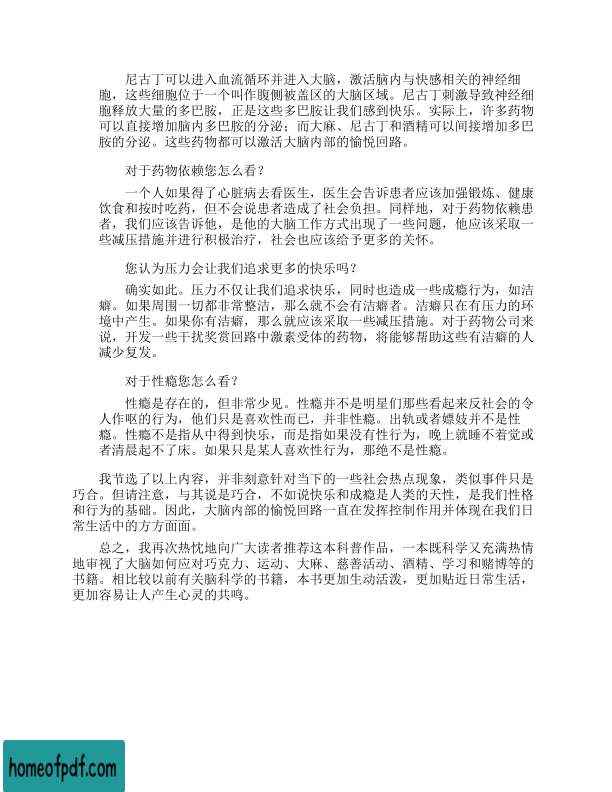 尼古丁可以进入血流循环并进入大脑，激活脑内与快感相关的神经细
胞，这些细胞位于一个叫作腹侧被盖区的大脑区域。尼古丁刺激导致神经细
胞释放大量的多巴胺，正是这些多巴胺让我们感到快乐。实际上，许多药物
可以直接增加脑内多巴胺的分泌；而大麻、尼古丁和酒精可以间接增加多巴
胺的分泌。这些药物都可以激活大脑内部的愉悦回路。
对于药物依赖您怎么看？
一个人如果得了心脏病去看医生，医生会告诉患者应该加强锻炼、健康
饮食和按时吃药，但不会说患者造成了社会负担。同样地，对于药物依赖患
者，我们应该告诉他，是他的大脑工作方式出现了一些问题，他应该采取一
些减压措施并进行积极治疗，社会也应该给予更多的关怀。
您认为压力会让我们追求更多的快乐吗？
确实如此。压力不仅让我们追求快乐，同时也造成一些成瘾行为，如洁
癖。如果周围一切都非常整洁，那么就不会有洁癖者。洁癖只在有压力的环
境中产生。如果你有洁癖，那么就应该采取一些减压措施。对于药物公司来
说，开发一些干扰奖赏回路中激素受体的药物，将能够帮助这些有洁癖的人
减少复发。
对于性瘾您怎么看？
性瘾是存在的，但非常少见。性瘾并不是明星们那些看起来反社会的令
人作呕的行为，他们只是喜欢性而已，并非性瘾。出轨或者嫖妓并不是性
瘾。性瘾不是指从中得到快乐，而是指如果没有性行为，晚上就睡不着觉或
者清晨起不了床。如果只是某人喜欢性行为，那绝不是性瘾。
我节选了以上内容，并非刻意针对当下的一些社会热点现象，类似事件只是
巧合。但请注意，与其说是巧合，不如说快乐和成瘾是人类的天性，是我们性格
和行为的基础。因此，大脑内部的愉悦回路一直在发挥控制作用并体现在我们日
常生活中的方方面面。
总之，我再次热忱地向广大读者推荐这本科普作品，一本既科学又充满热情
地审视了大脑如何应对巧克力、运动、大麻、慈善活动、酒精、学习和赌博等的
书籍。相比较以前有关脑科学的书籍，本书更加生动活泼，更加贴近日常生活，
更加容易让人产生心灵的共鸣。
homeofpdf.com